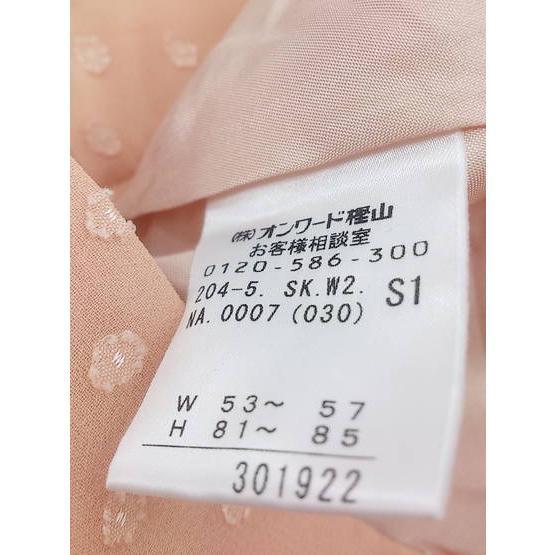 (株)オンワード樫山
お客様相談室
0120-586-300
204-5. SK.W2. S1
NA.0007(030)
W 53～ 57
H 81～ 85
301922